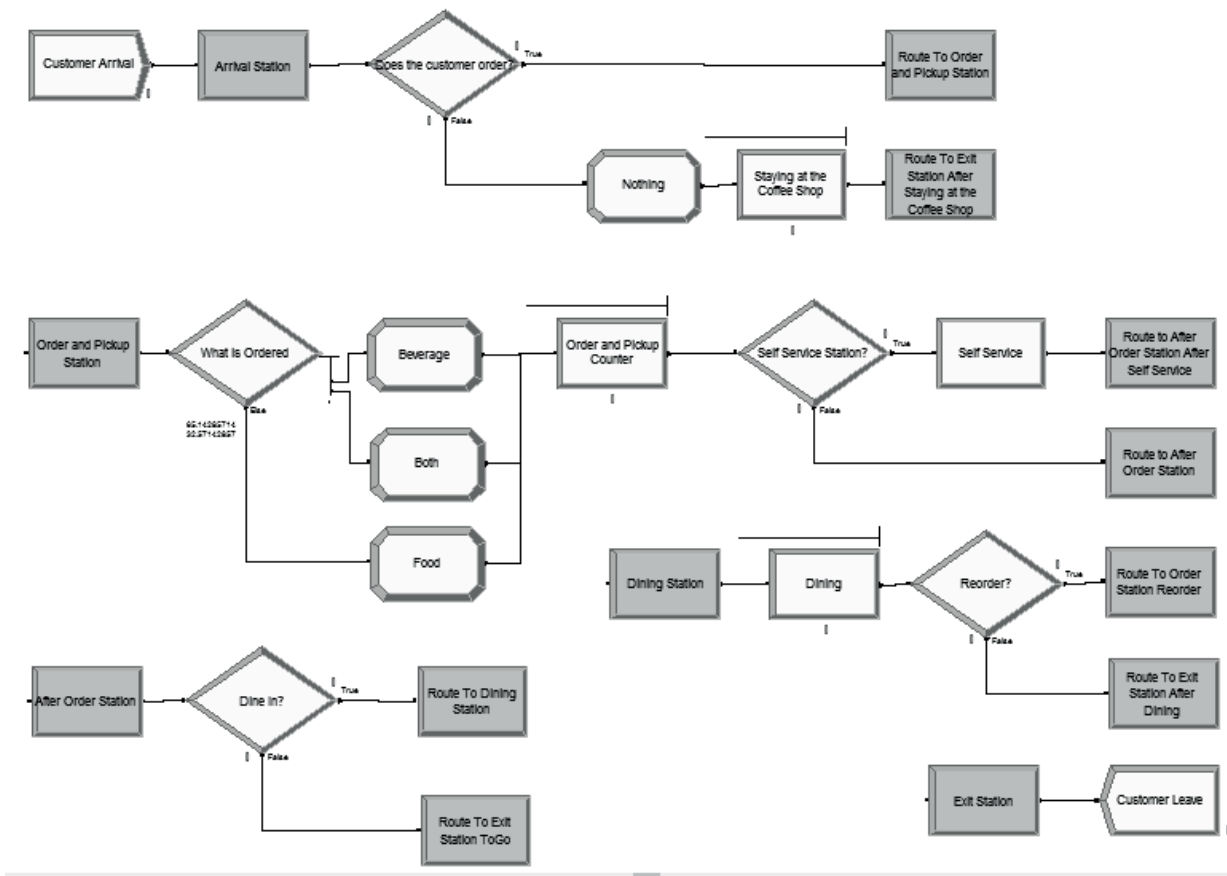 Customer Arrival
Arrival Station
Does the customer order?
True
False
Route To Order
and Pickup Station
Nothing
Staying at the
Coffee Shop
Route To Exit
Station After
Staying at the
Coffee Shop
Order and Pickup
Station
What is Ordered
Else
65.14285714
32.57142857
Beverage
Both
Food
Order and Pickup
Counter
Self Service Station?
True
False
Self Service
Route to After
Order Station After
Self Service
Route to After
Order Station
Dining Station
Dining
Reorder?
True
False
Route To Order
Station Reorder
Route To Exit
Station After
Dining
After Order Station
Dine in?
True
False
Route To Dining
Station
Route To Exit
Station ToGo
Exit Station
Customer Leave